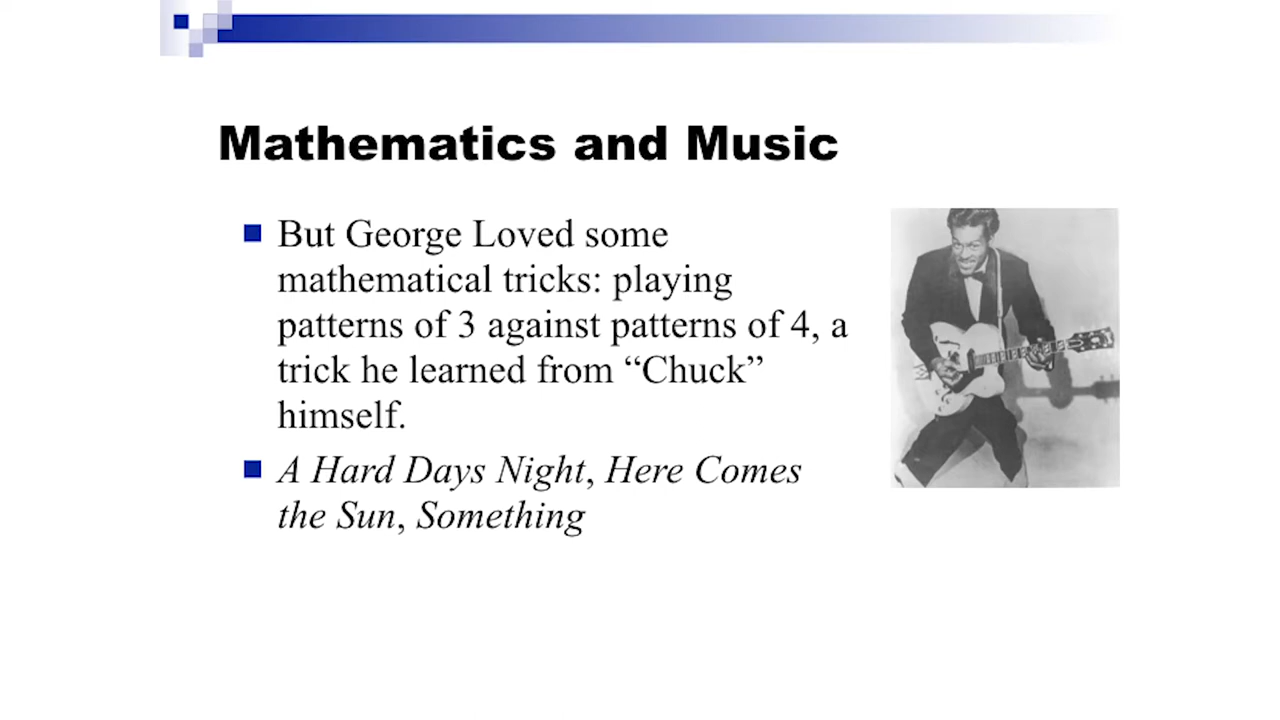 Mathematics and Music
But George Loved some
mathematical tricks: playing
patterns of 3 against patterns of 4, a
trick he learned from “Chuck”
himself.
A Hard Days Night, Here Comes
the Sun, Something